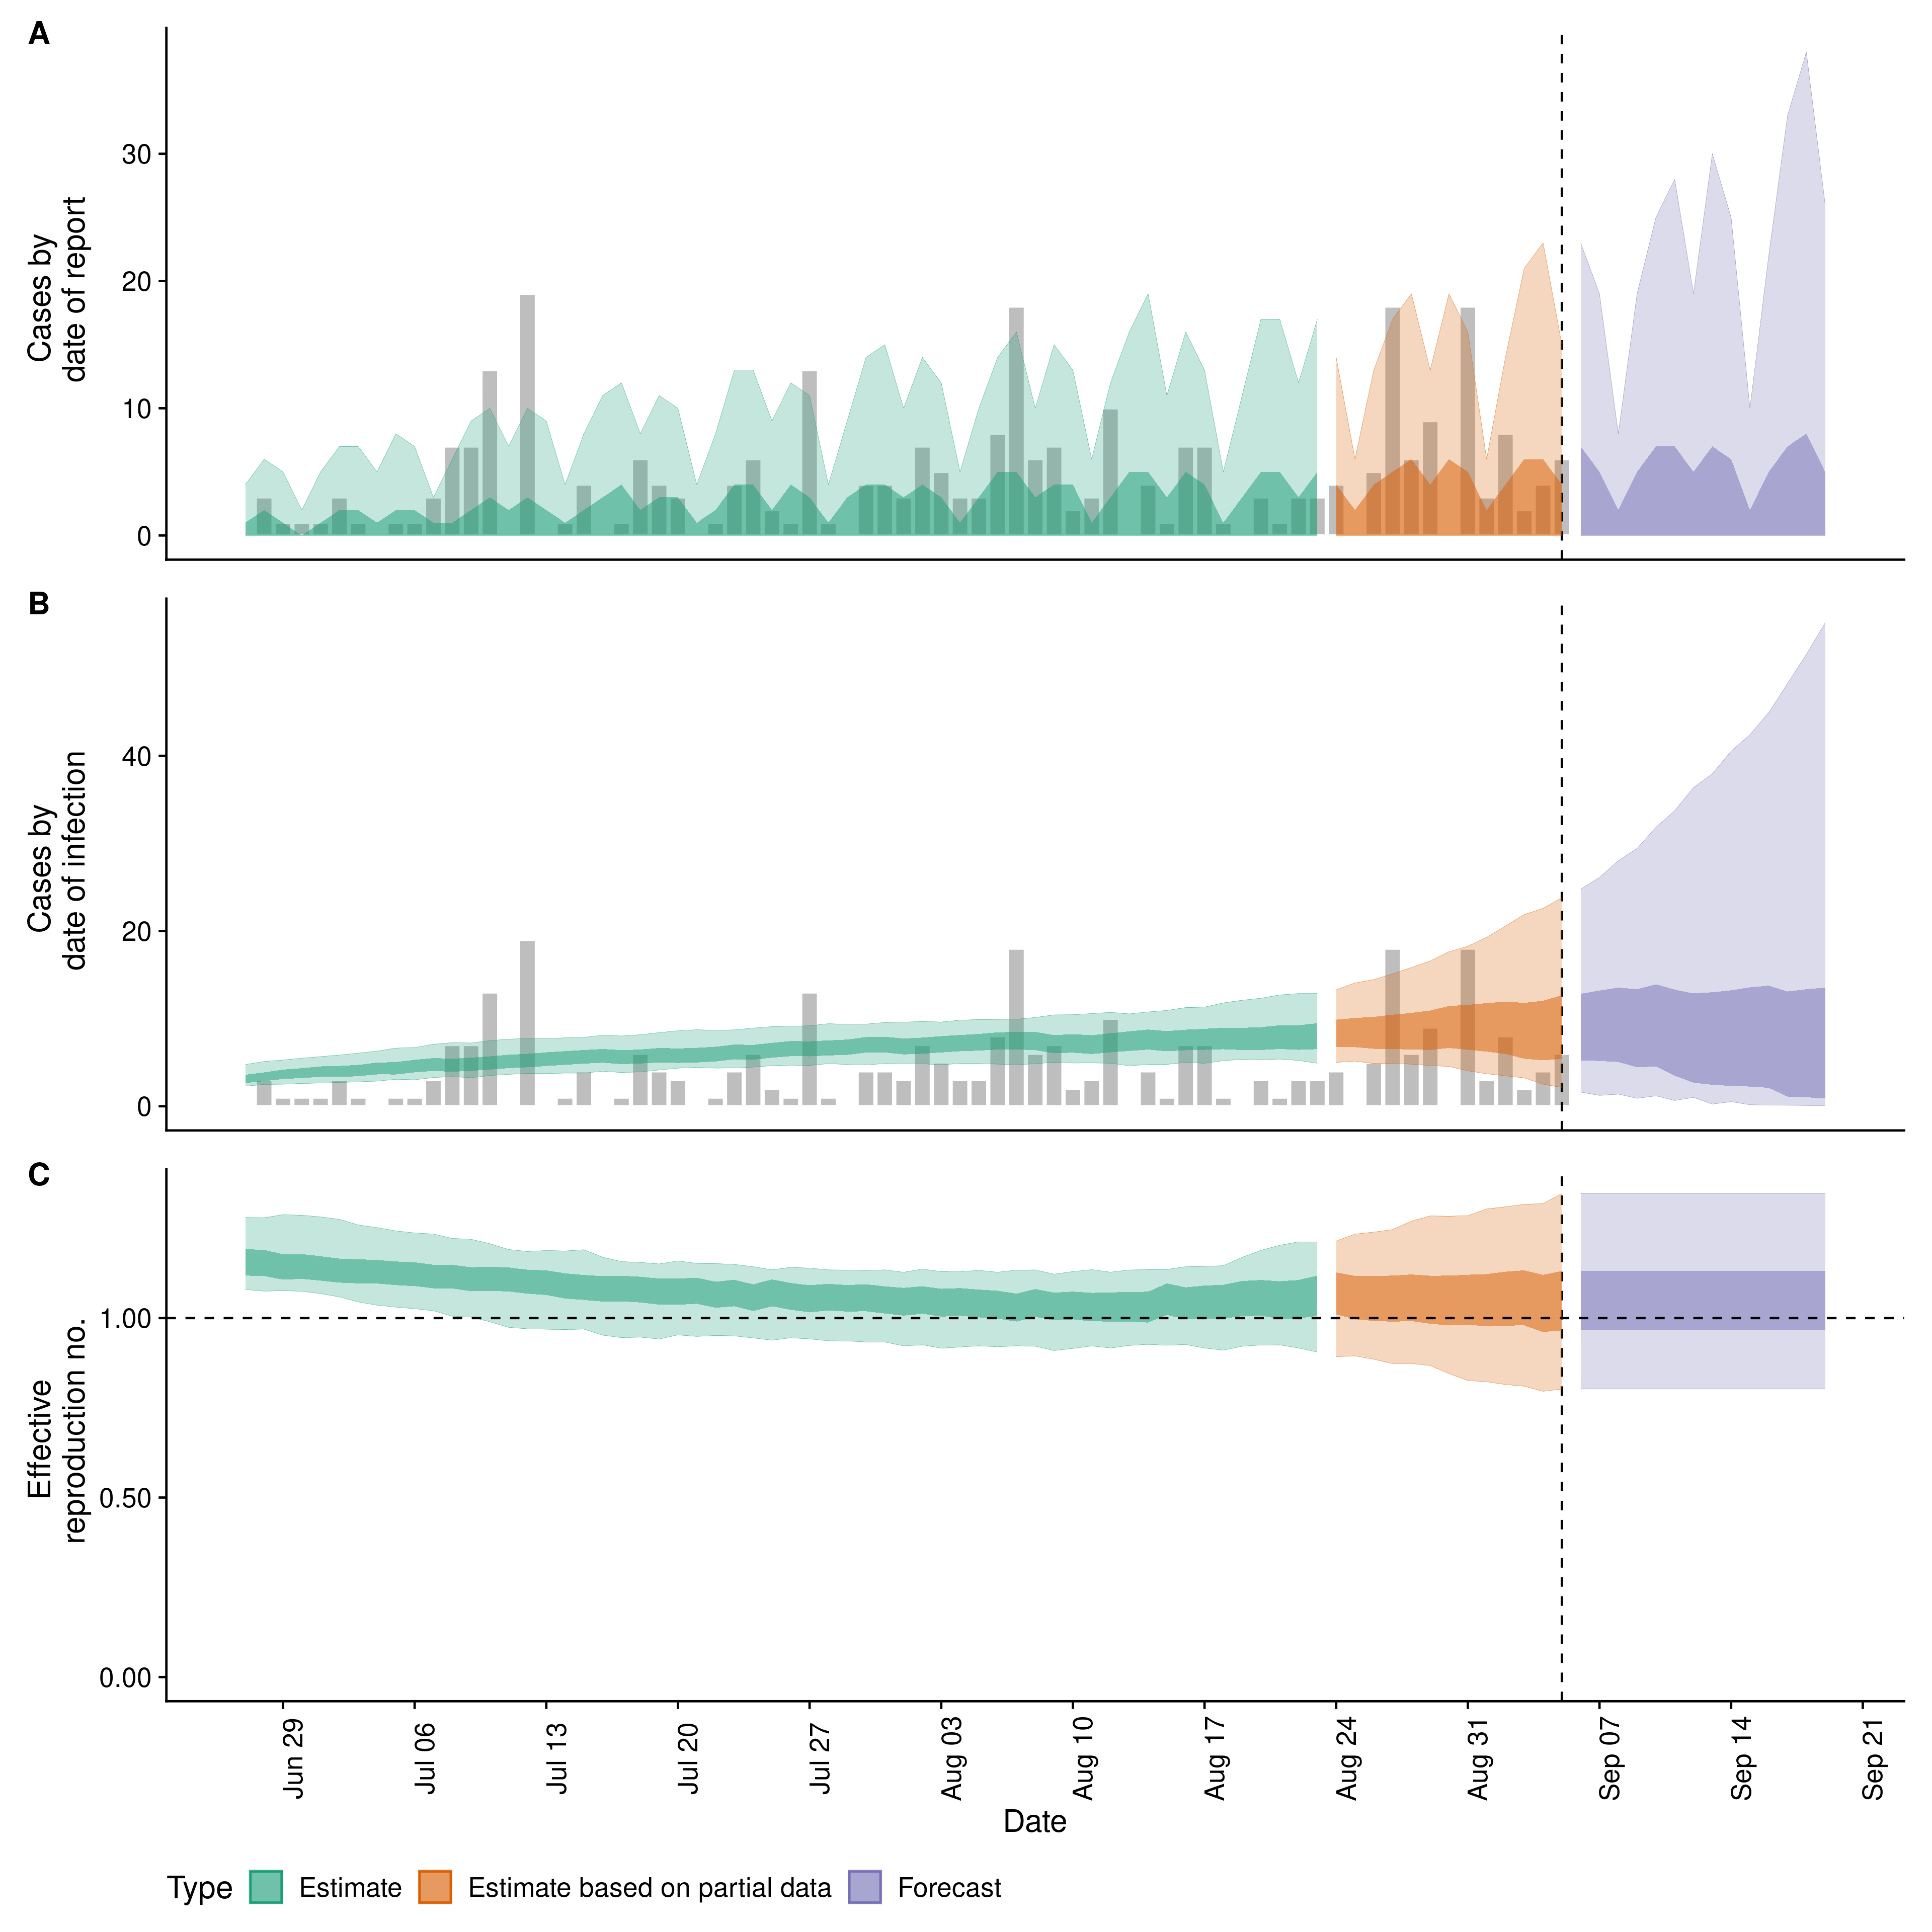 A
Cases by
date of report
30
20
10
0
B
Cases by
date of infection
40
20
0
C
Effective
reproduction no.
1.00
0.50
0.00
Jun 29
Jul 06
Jul 13
Jul 20
Jul 27
Aug 03
Aug 10
Aug 17
Aug 24
Aug 31
Sep 07
Sep 14
Sep 21
Date
Type Estimate Estimate based on partial data Forecast